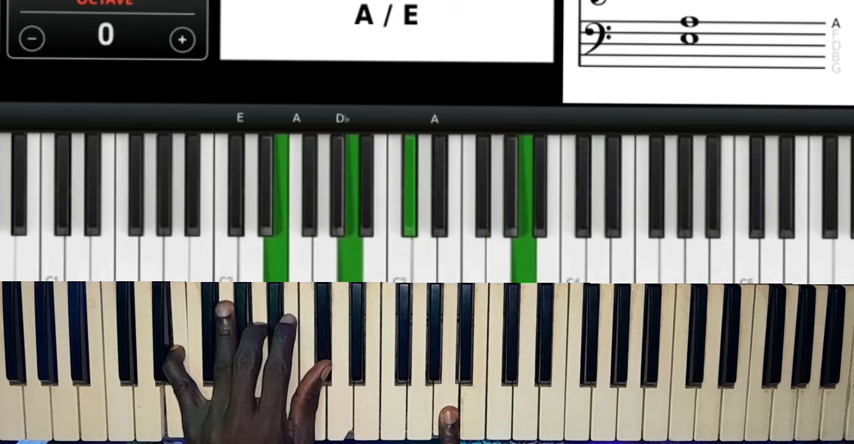 OCTAVE
0
A / E
A
F
D
B
G
E A D♭ A
C1 C2 C3 C4 C5